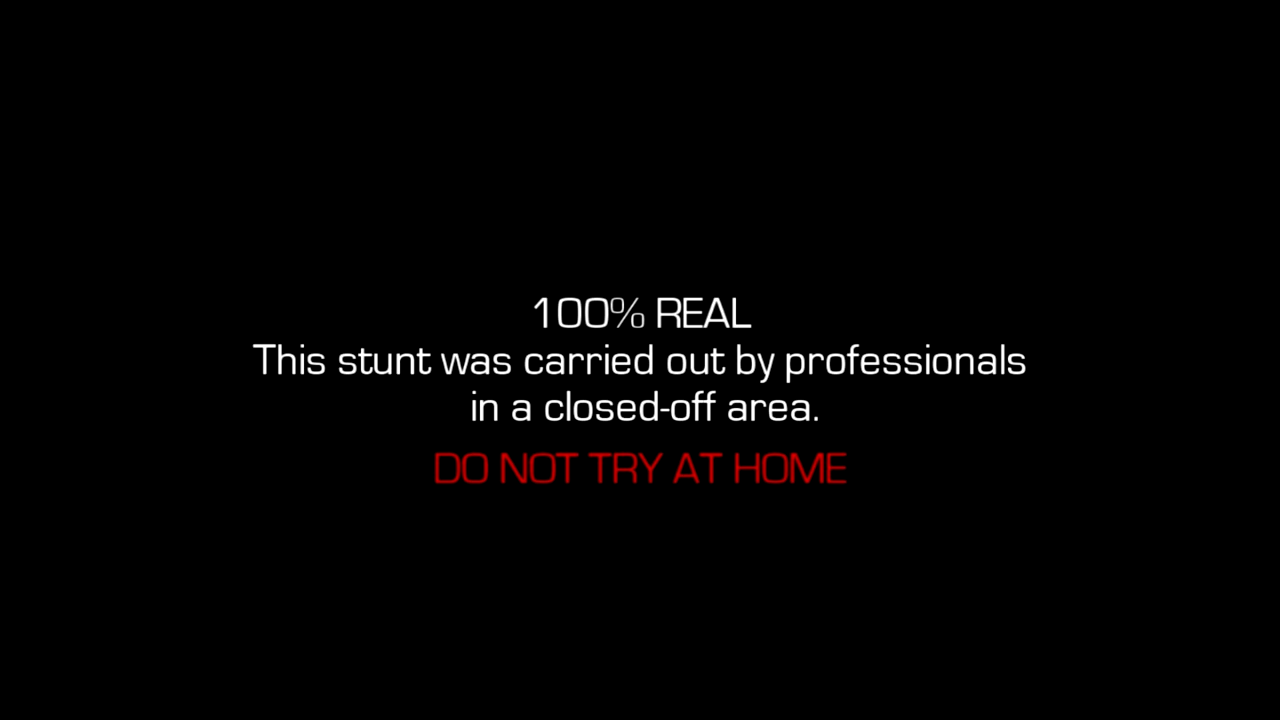 100% REAL
This stunt was carried out by professionals
in a closed-off area.
DO NOT TRY AT HOME